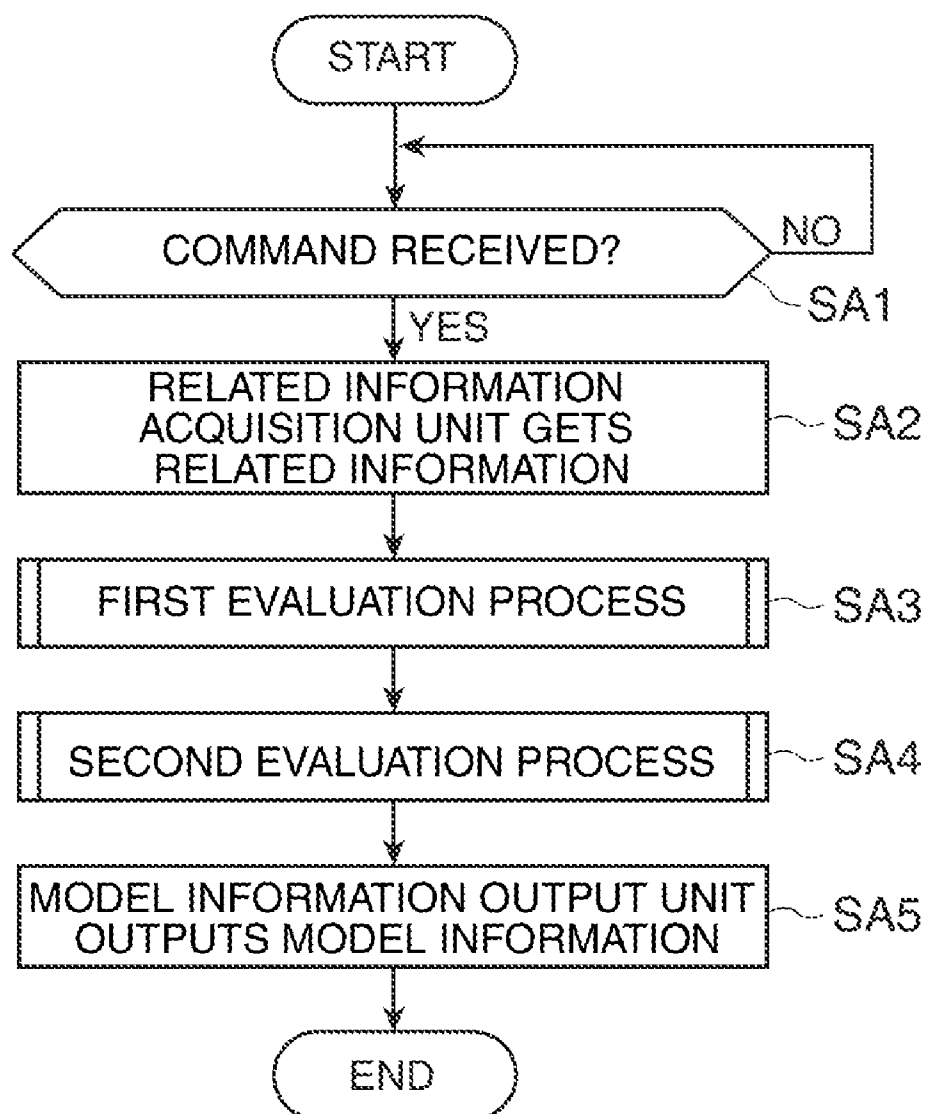 START
COMMAND RECEIVED?
NO
SA1
YES
RELATED INFORMATION
ACQUISITION UNIT GETS
RELATED INFORMATION
SA2
FIRST EVALUATION PROCESS
SA3
SECOND EVALUATION PROCESS
SA4
MODEL INFORMATION OUTPUT UNIT
OUTPUTS MODEL INFORMATION
SA5
END